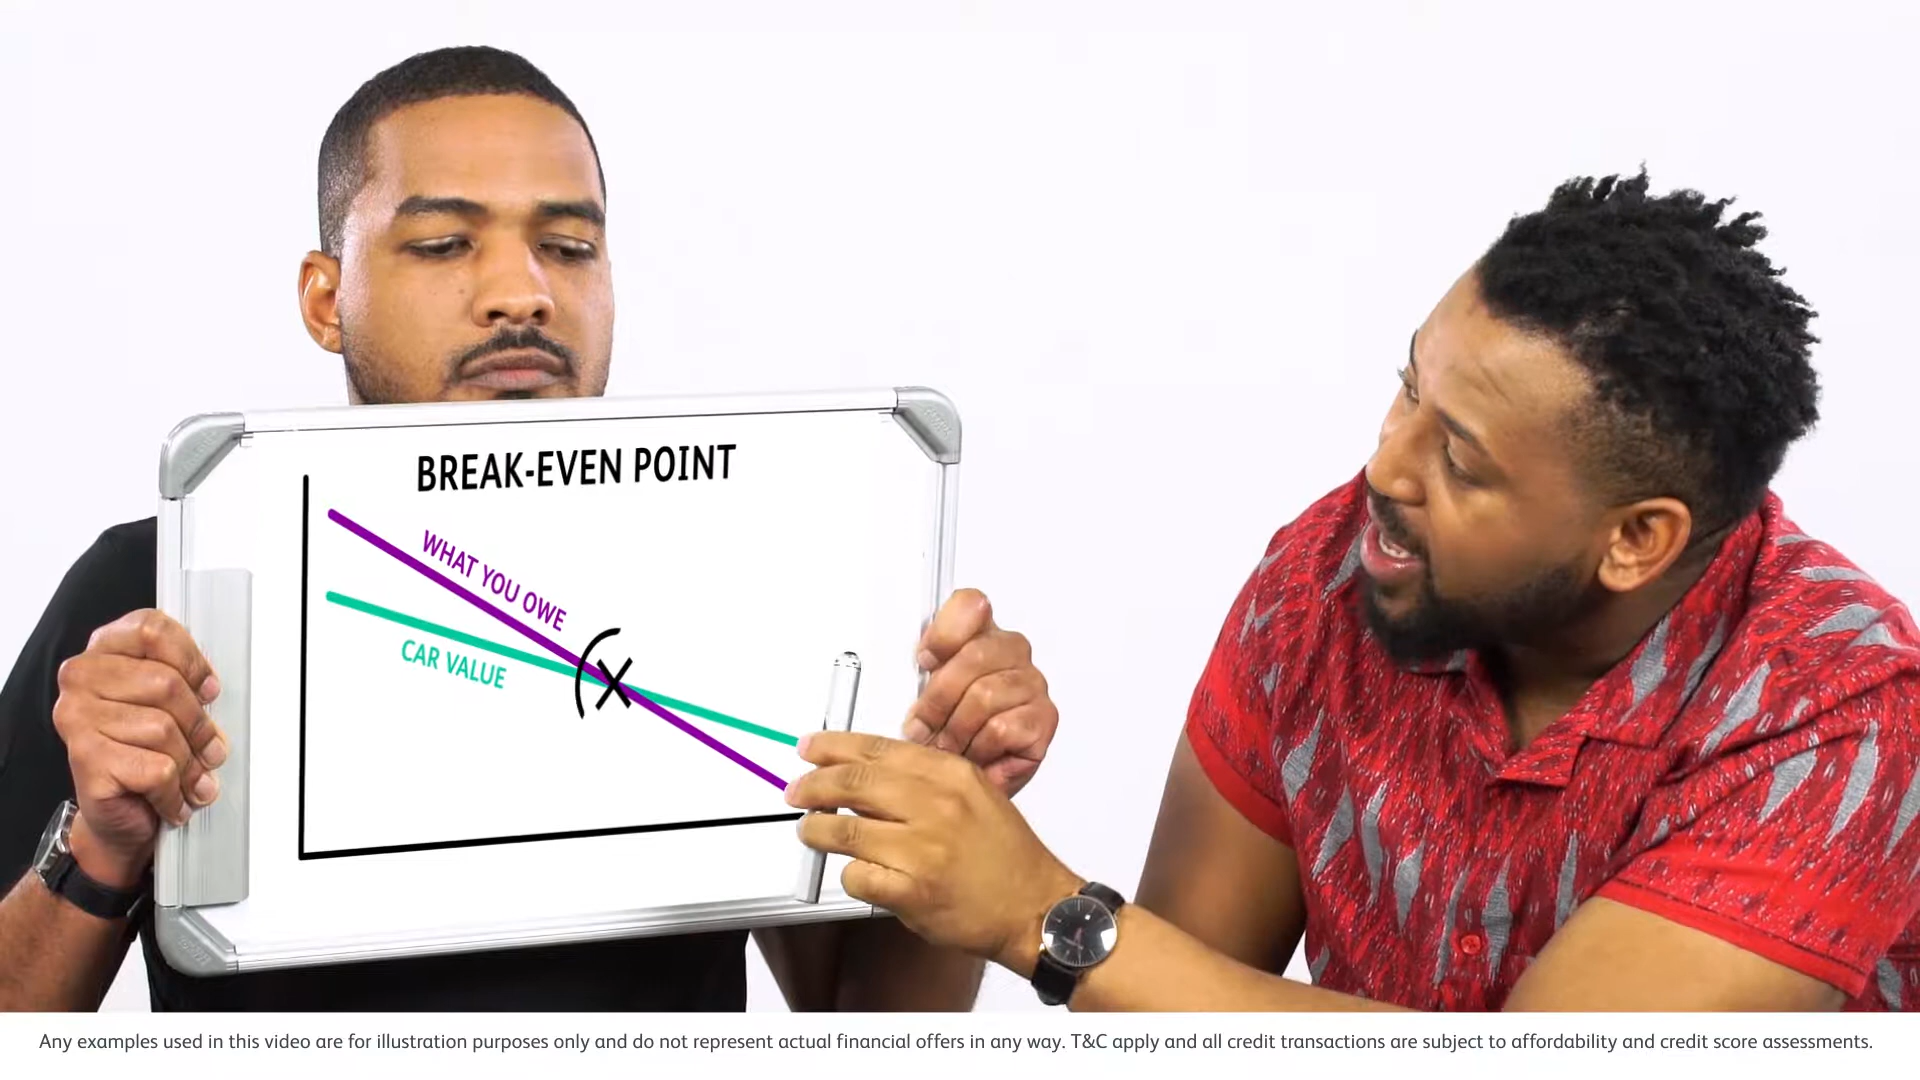 BREAK-EVEN POINT
WHAT YOU OWE
CAR VALUE
X
Any examples used in this video are for illustration purposes only and do not represent actual financial offers in any way. T&C apply and all credit transactions are subject to affordability and credit score assessments.